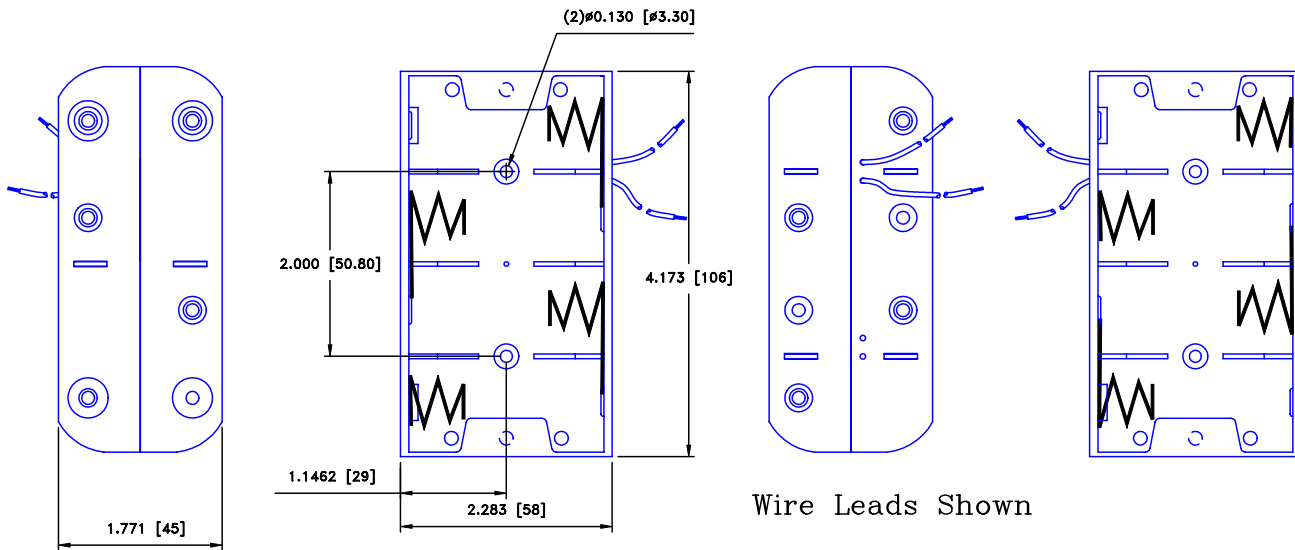 (2)ø0.130 [ø3.30]
2.000 [50.80]
4.173 [106]
1.1462 [29]
2.283 [58]
1.771 [45]
Wire Leads Shown